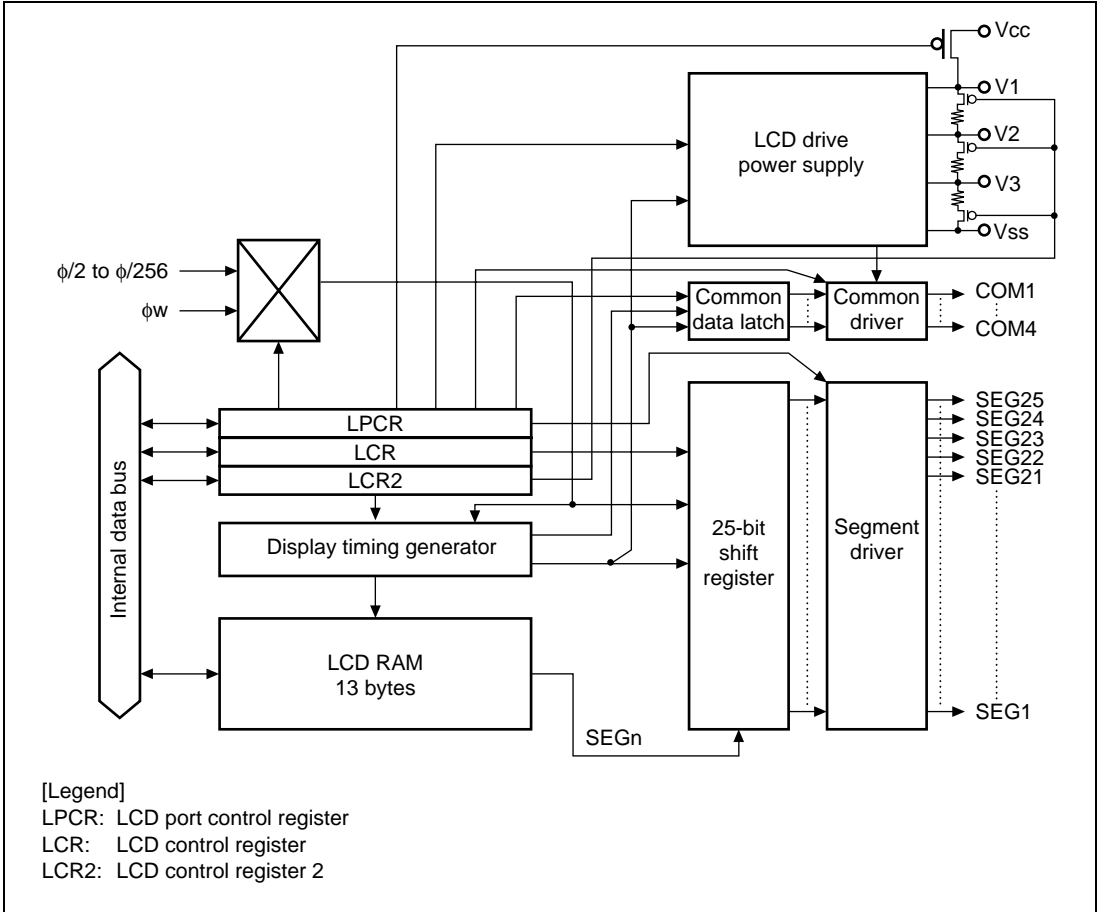 Vcc
V1
V2
V3
Vss
LCD drive
power supply
ϕ/2 to ϕ/256
ϕw
Common
data latch
Common
driver
COM1
COM4
LPCR
LCR
LCR2
Display timing generator
LCD RAM
13 bytes
Internal data bus
25-bit
shift
register
Segment
driver
SEG25
SEG24
SEG23
SEG22
SEG21
SEG1
SEGn
[Legend]
LPCR: LCD port control register
LCR: LCD control register
LCR2: LCD control register 2